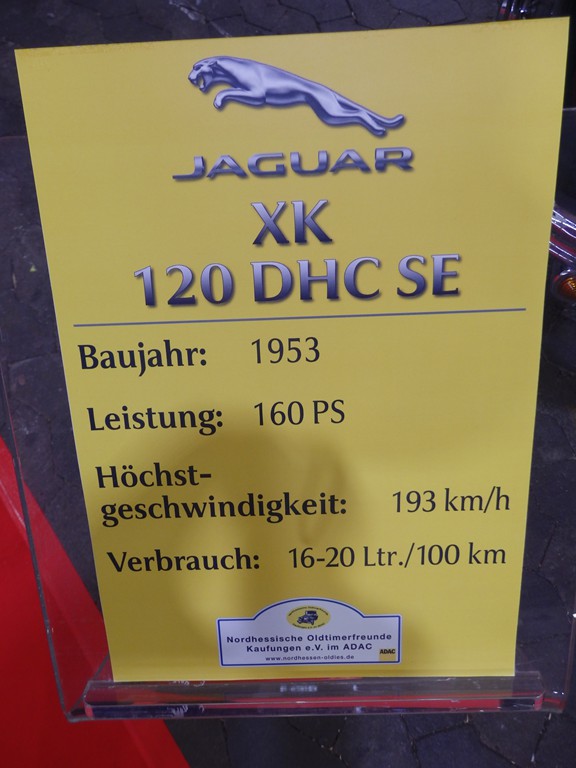 JAGUAR
XK
120 DHC SE
Baujahr: 1953
Leistung: 160 PS
Höchst-
geschwindigkeit: 193 km/h
Verbrauch: 16-20 Ltr./100 km
Nordhessische Oldtimerfreunde
Kaufungen e.V. im ADAC
ADAC
www.nordhessen-oldies.de